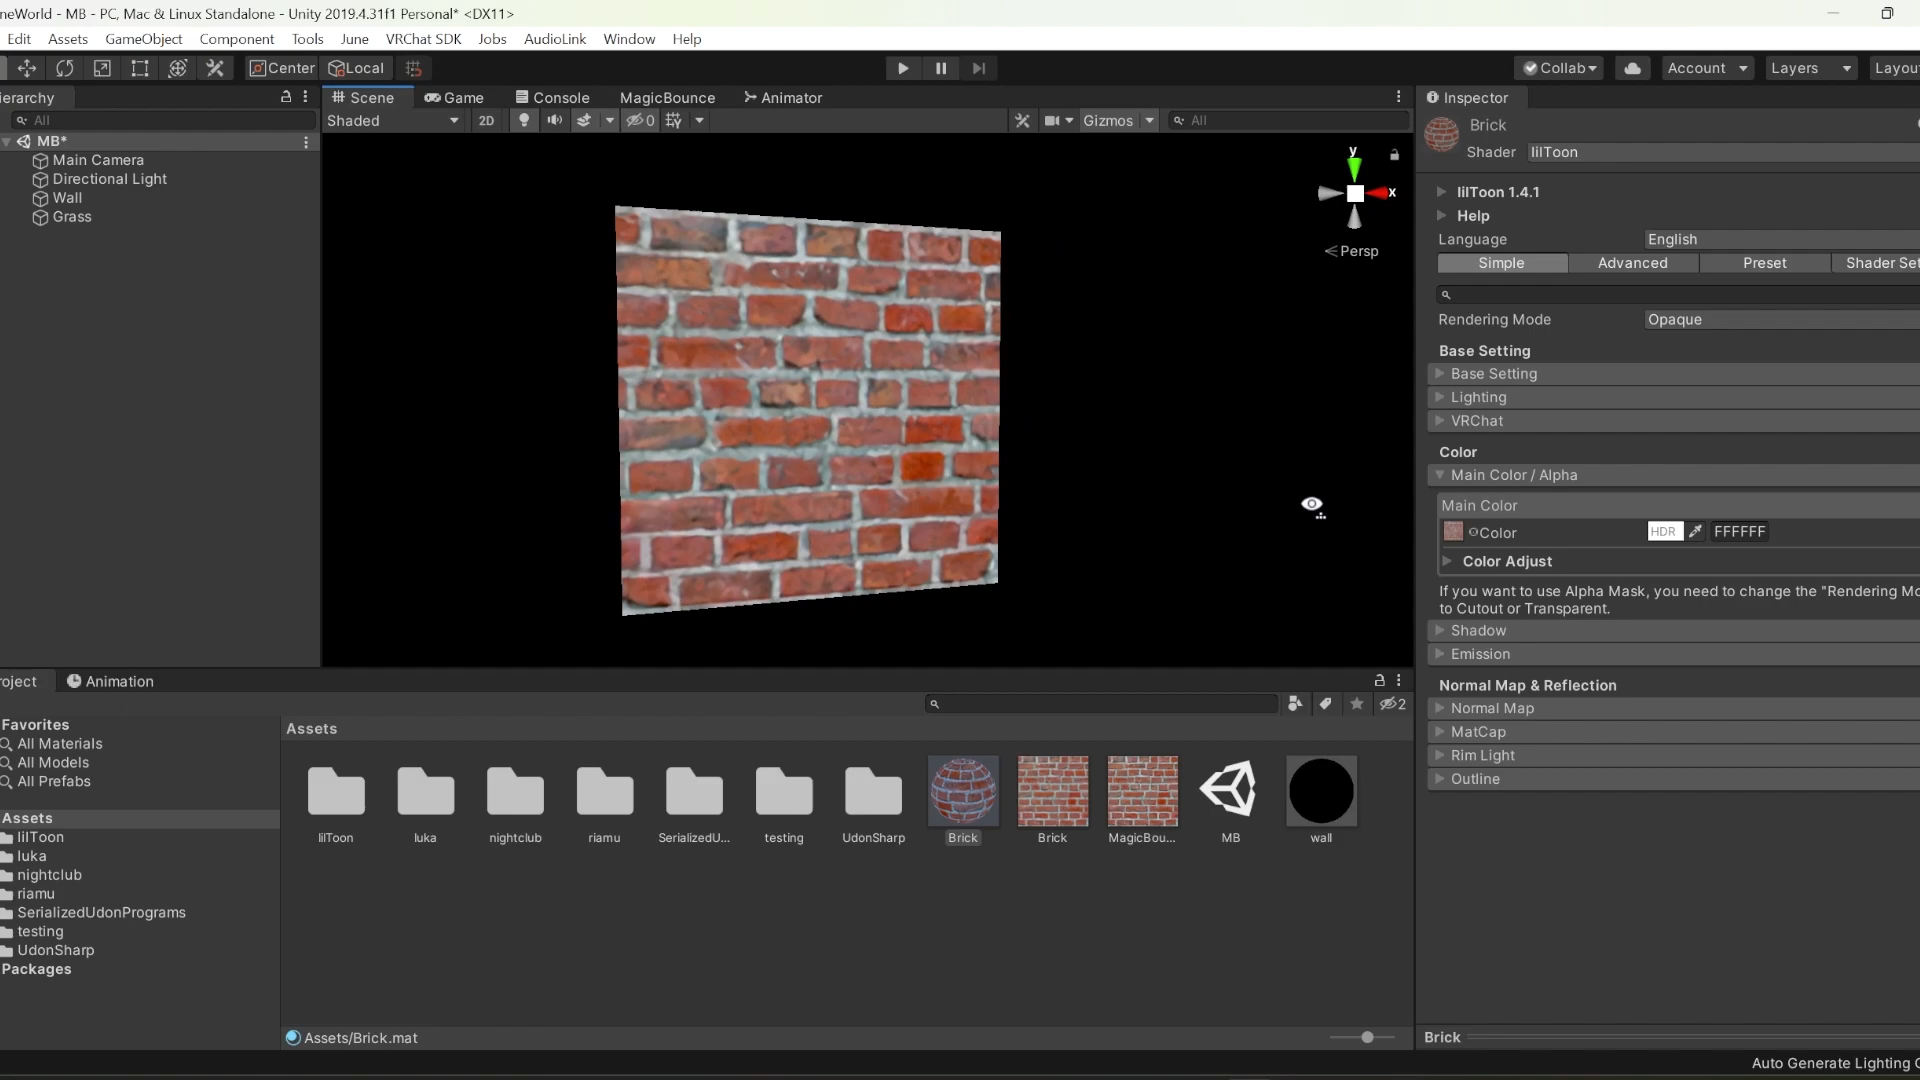 neWorld - MB - PC, Mac & Linux Standalone - Unity 2019.4.31f1 Personal* <DX11>
Edit Assets GameObject Component Tools June VRChat SDK Jobs AudioLink Window Help
Center Local Collab Account Layers Layou
ierarchy Scene Game Console MagicBounce Animator Inspector
All Shaded 2D 0 Gizmos All
Brick
Shader lilToon
MB*
Main Camera
Directional Light
Wall
Grass
y
x
Persp
lilToon 1.4.1
Help
Language English
Simple Advanced Preset Shader Set
Rendering Mode Opaque
Base Setting
Base Setting
Lighting
VRChat
Color
Main Color / Alpha
Main Color
Color HDR FFFFFF
Color Adjust
If you want to use Alpha Mask, you need to change the "Rendering Mo
to Cutout or Transparent.
Shadow
Emission
Normal Map & Reflection
Normal Map
MatCap
Rim Light
Outline
roject Animation
2
Favorites
All Materials
All Models
All Prefabs
Assets
lilToon
luka
nightclub
riamu
SerializedUdonPrograms
testing
UdonSharp
Packages
Assets
lilToon luka nightclub riamu SerializedU... testing UdonSharp Brick Brick MagicBou... MB wall
Assets/Brick.mat
Brick
Auto Generate Lighting O